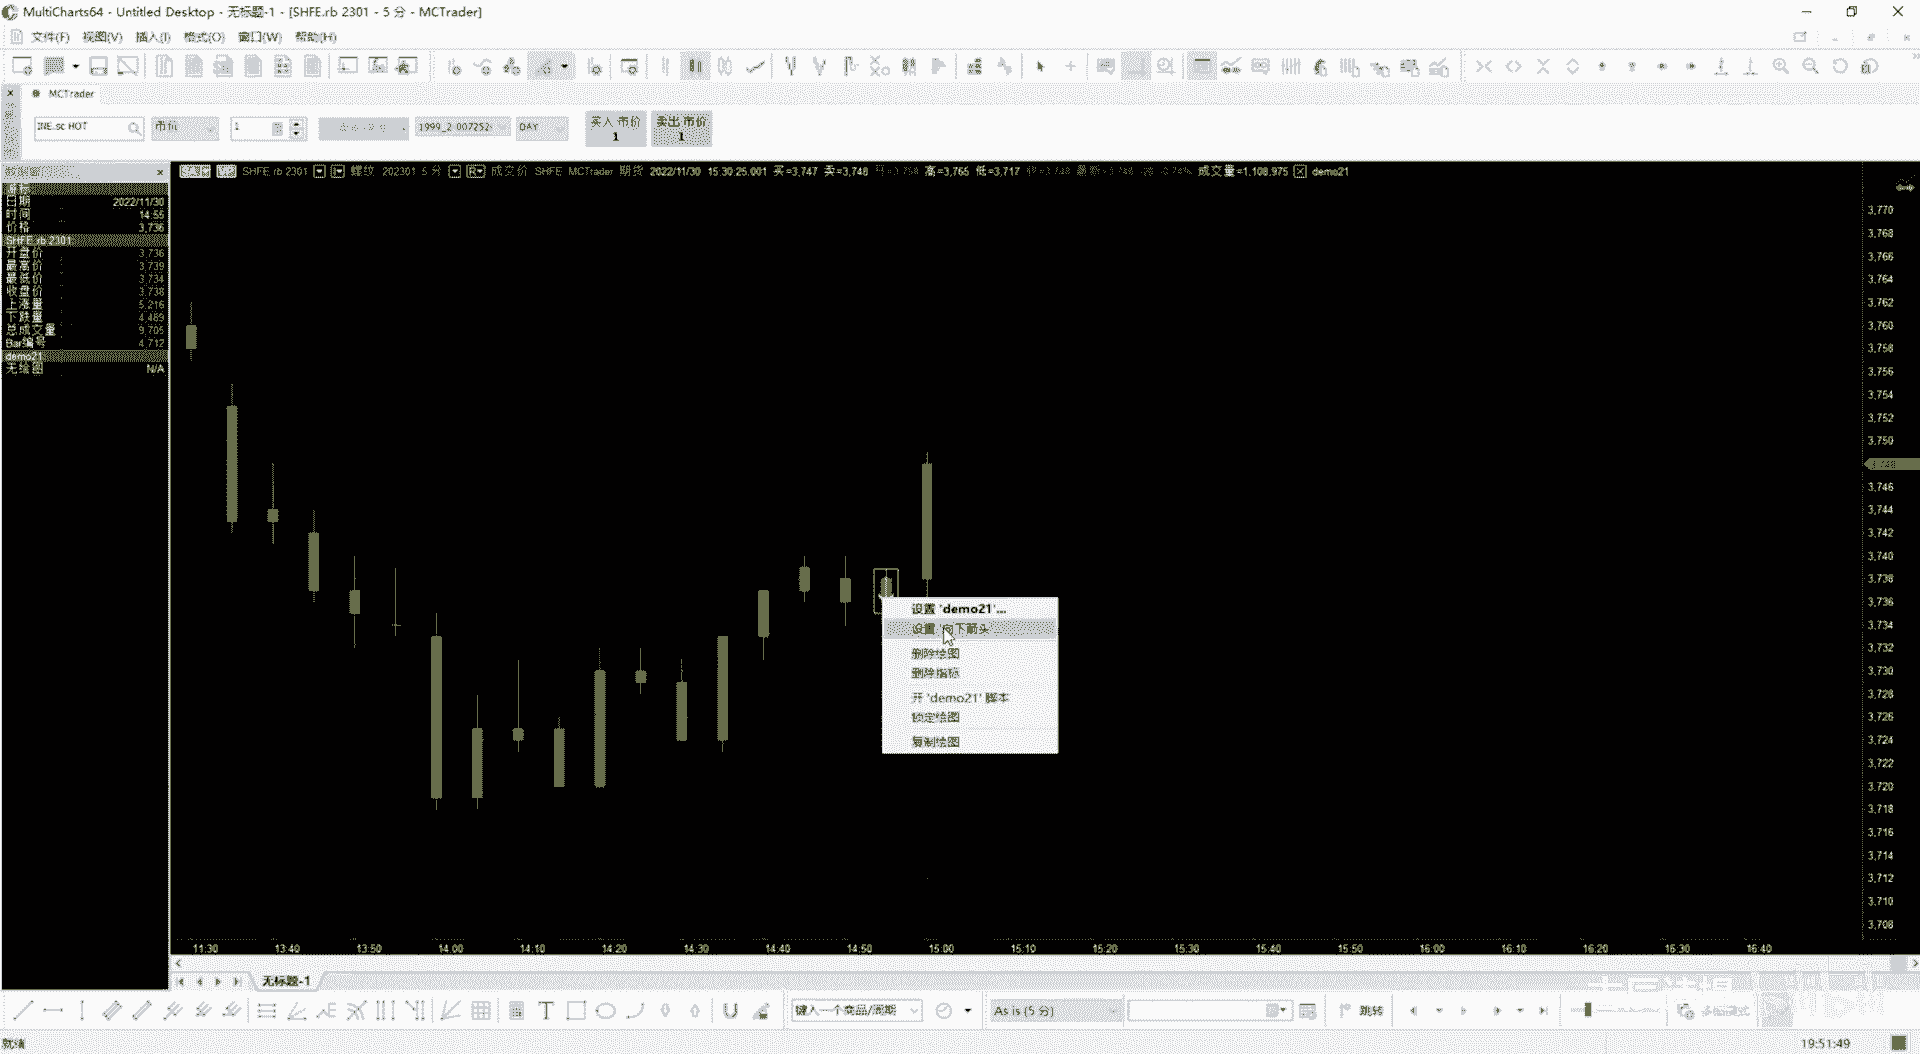 MultiCharts64 - Untitled Desktop - 无标题-1 - [SHFE.rb 2301 - 5 分 - MCTrader]
文件(F) 视图(V) 插入(I) 格式(O) 窗口(W) 帮助(H)
MCTrader
INE.sc HOT 市价 1 1999_2 007252 DAY 买入 市价 1 卖出 市价 1
SHFE.rb 2301 螺纹 202301 5 分 成交价 SHFE MCTrader 期货 2022/11/30 15:30:25.001 买=3,747 卖=3,748 高=3,765 低=3,717 成交量=1,108,975 demo21
日期 2022/11/30
时间 14:55
价格 3,736
SHFE.rb 2301
开盘价 3,736
最高价 3,739
最低价 3,734
收盘价 3,738
上涨量 5,216
下跌量 4,489
总成交量 9,705
Bar编号 4,712
demo21
无绘图 N/A
3,770
3,768
3,766
3,764
3,762
3,760
3,758
3,756
3,754
3,752
3,750
3,746
3,744
3,742
3,740
3,738
3,736
3,734
3,732
3,730
3,728
3,726
3,724
3,722
3,720
3,718
3,716
3,714
3,712
3,710
3,708
设置 'demo21'...
设置 '向下箭头'...
删除绘图
删除指标
开 'demo21' 脚本
锁定绘图
复制绘图
11:30 13:40 13:50 14:00 14:10 14:20 14:30 14:40 14:50 15:00 15:10 15:20 15:30 15:40 15:50 16:00 16:10 16:20 16:30 16:40
无标题-1
键入一个商品/周期 As is (5 分) 跳转
就绪 19:51:49